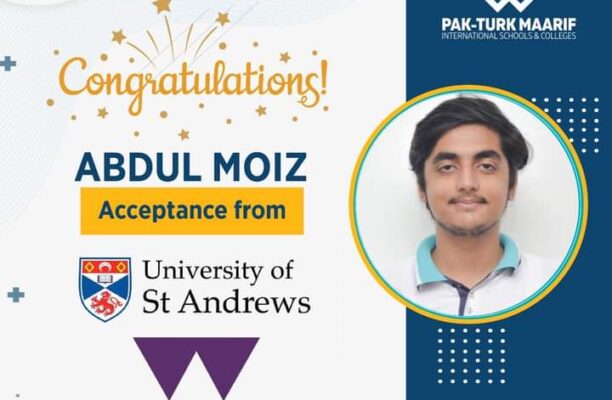 PAK-TURK MAARIF
INTERNATIONAL SCHOOLS & COLLEGES
Congratulations!
ABDUL MOIZ
Acceptance from
University of
St Andrews